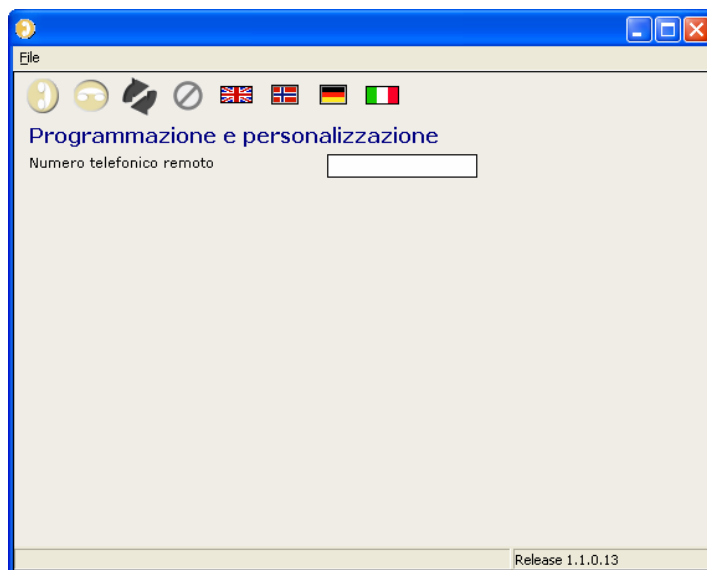 File
Programmazione e personalizzazione
Numero telefonico remoto
Release 1.1.0.13